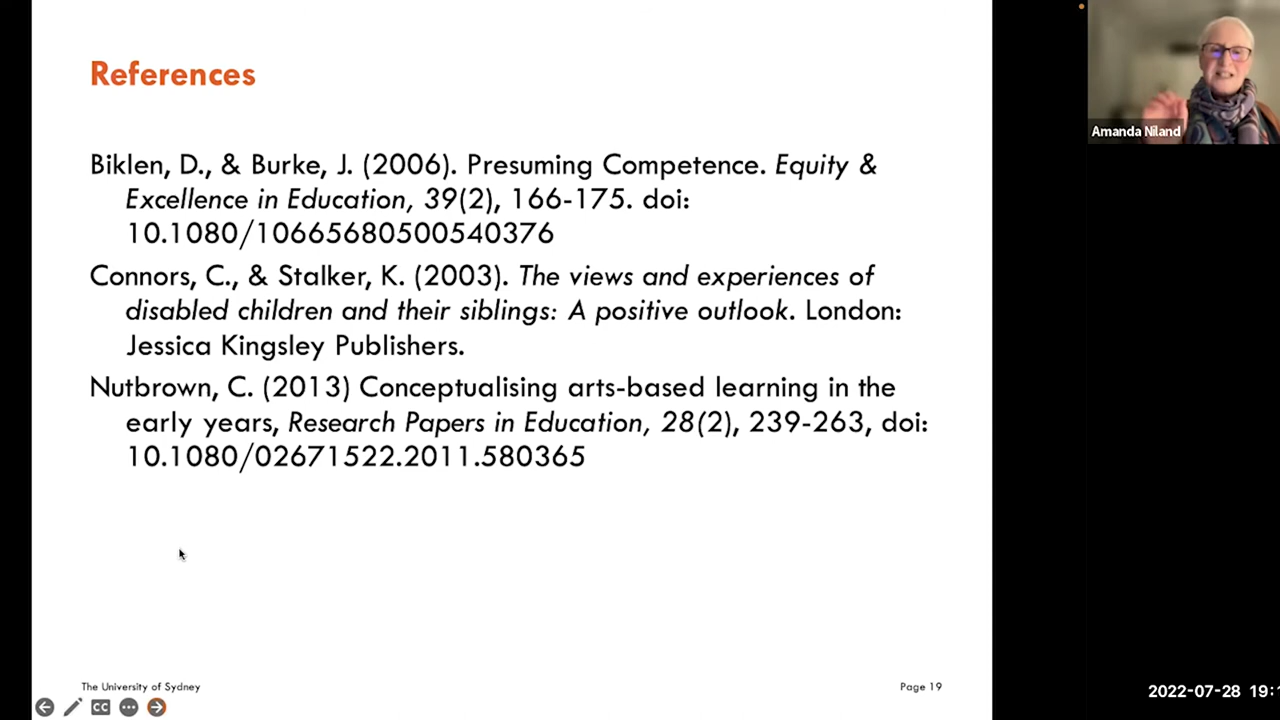 References
Biklen, D., & Burke, J. (2006). Presuming Competence. Equity &
Excellence in Education, 39(2), 166-175. doi:
10.1080/10665680500540376
Connors, C., & Stalker, K. (2003). The views and experiences of
disabled children and their siblings: A positive outlook. London:
Jessica Kingsley Publishers.
Nutbrown, C. (2013) Conceptualising arts-based learning in the
early years, Research Papers in Education, 28(2), 239-263, doi:
10.1080/02671522.2011.580365
The University of Sydney
Page 19
CC
Amanda Niland
2022-07-28 19:1